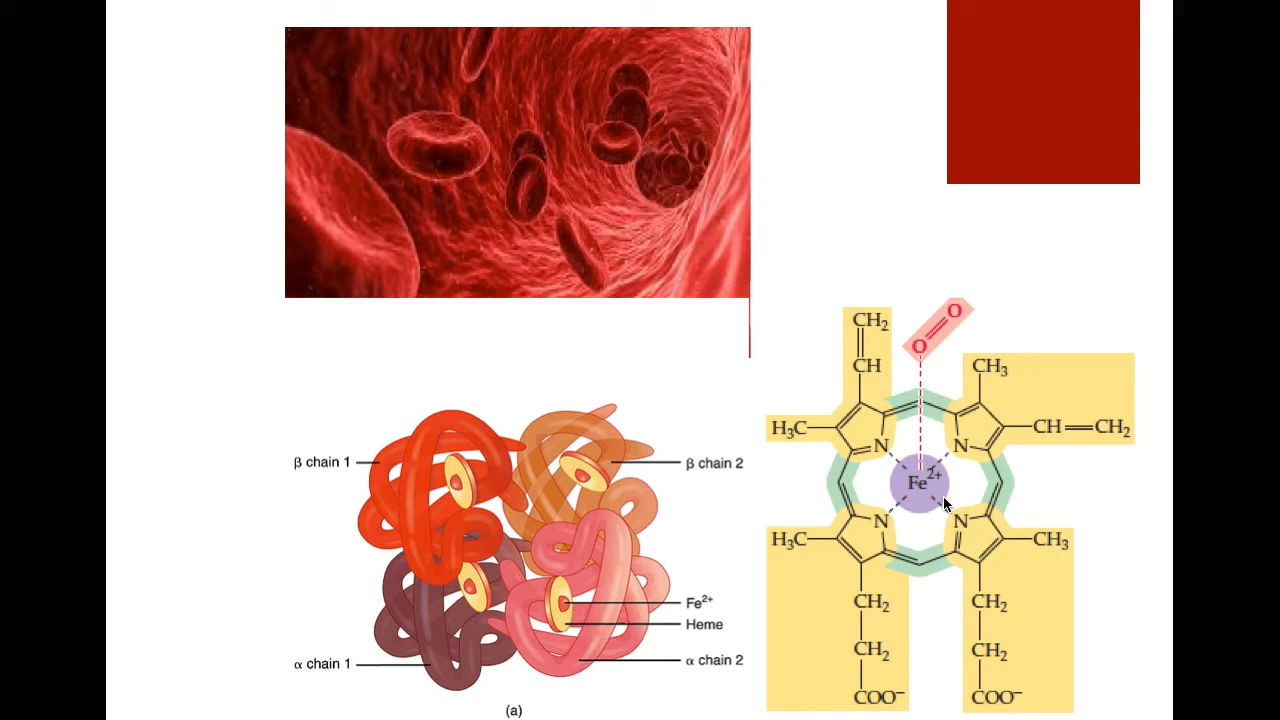 β chain 1
β chain 2
Fe²⁺
Heme
α chain 1
α chain 2
(a)
CH₂
CH
O
O
CH₃
H₃C
CH
CH₂
N
N
Fe²⁺
N
N
H₃C
CH₃
CH₂
CH₂
CH₂
CH₂
COO⁻
COO⁻